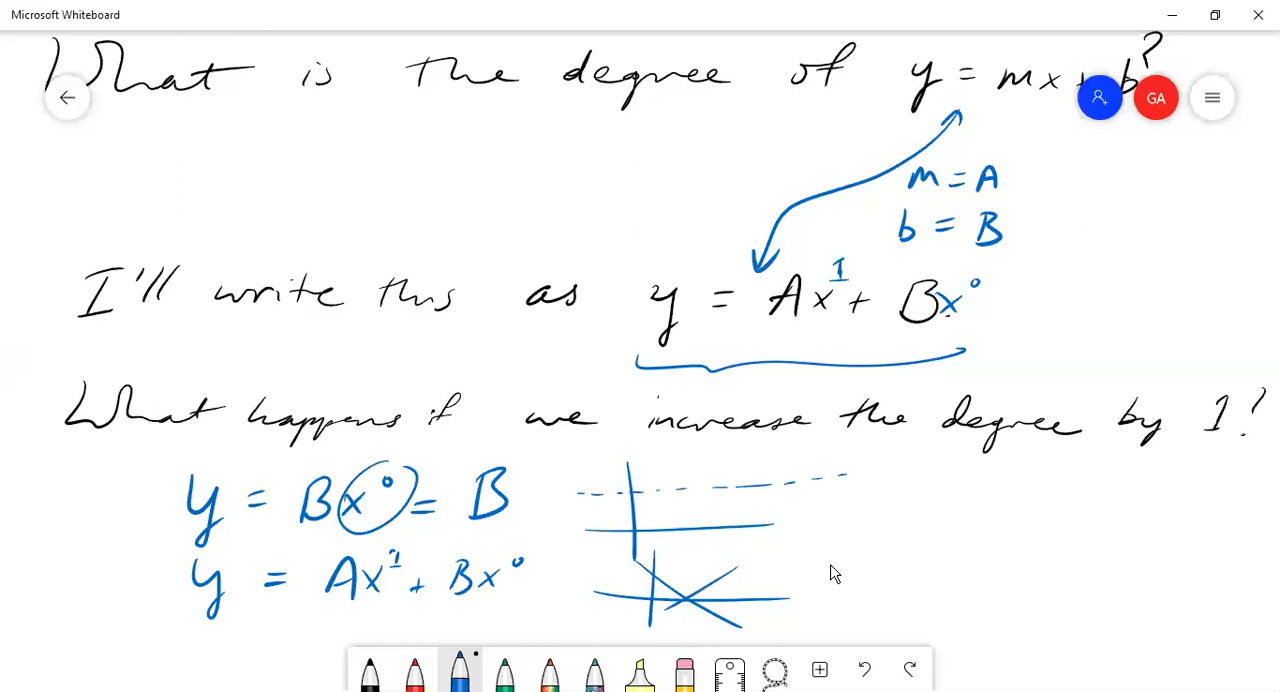 Microsoft Whiteboard
What is the degree of y = mx + b?
GA
m = A
b = B
I'll write this as y = Ax¹ + Bx⁰
What happens if we increase the degree by 1?
y = Bx⁰ = B
y = Ax¹ + Bx⁰